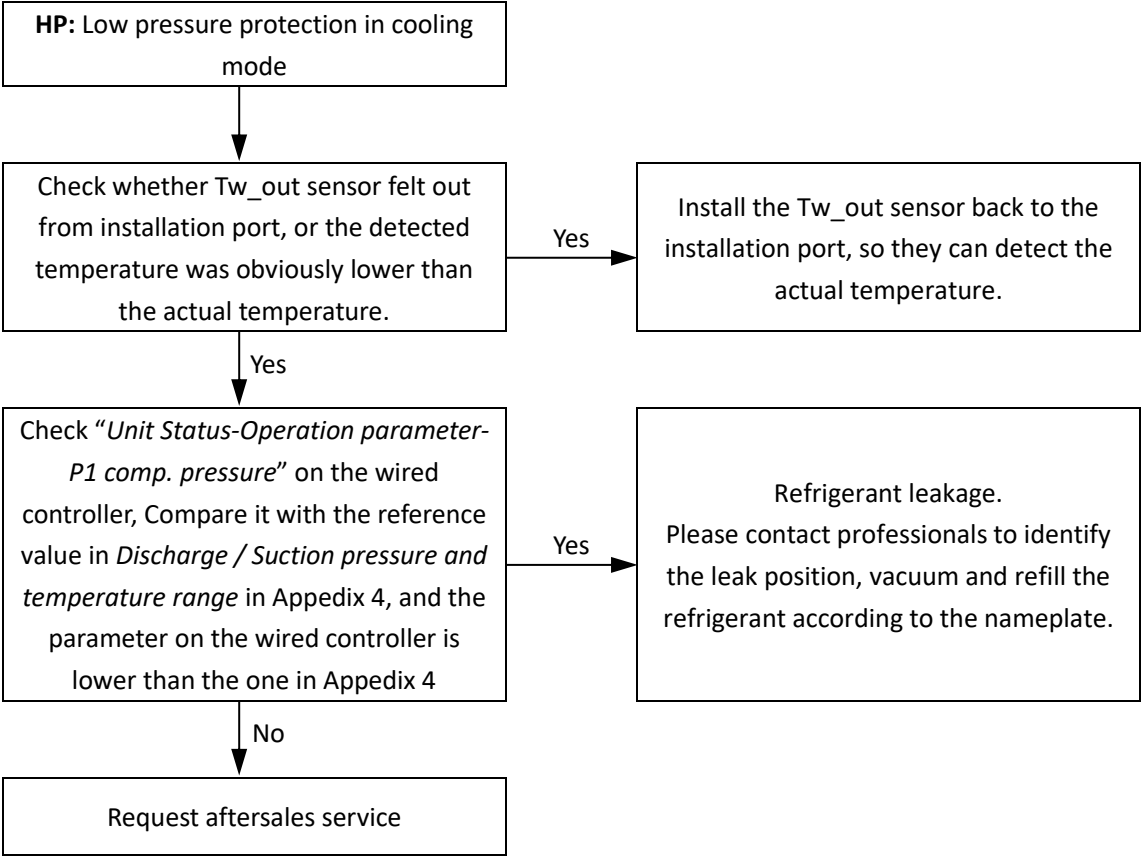 HP: Low pressure protection in cooling
mode
Check whether Tw_out sensor felt out
from installation port, or the detected
temperature was obviously lower than
the actual temperature.
Yes
Install the Tw_out sensor back to the
installation port, so they can detect the
actual temperature.
Yes
Check “Unit Status-Operation parameter-
P1 comp. pressure” on the wired
controller, Compare it with the reference
value in Discharge / Suction pressure and
temperature range in Appedix 4, and the
parameter on the wired controller is
lower than the one in Appedix 4
Yes
Refrigerant leakage.
Please contact professionals to identify
the leak position, vacuum and refill the
refrigerant according to the nameplate.
No
Request aftersales service